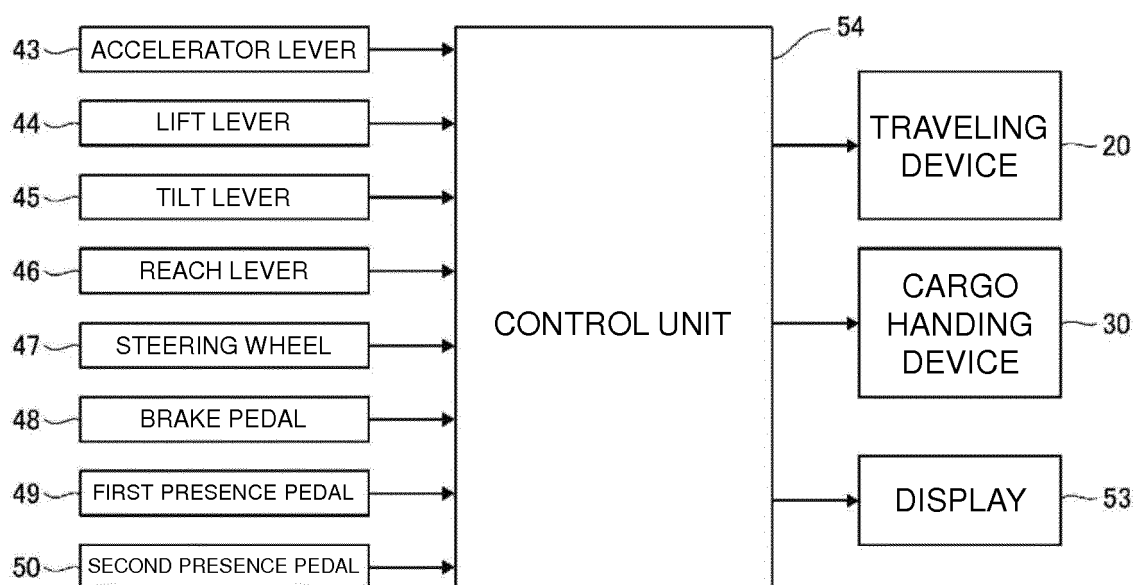 43 ACCELERATOR LEVER
44 LIFT LEVER
45 TILT LEVER
46 REACH LEVER
47 STEERING WHEEL
48 BRAKE PEDAL
49 FIRST PRESENCE PEDAL
50 SECOND PRESENCE PEDAL
54
CONTROL UNIT
TRAVELING
DEVICE
20
CARGO
HANDING
DEVICE
30
DISPLAY 53